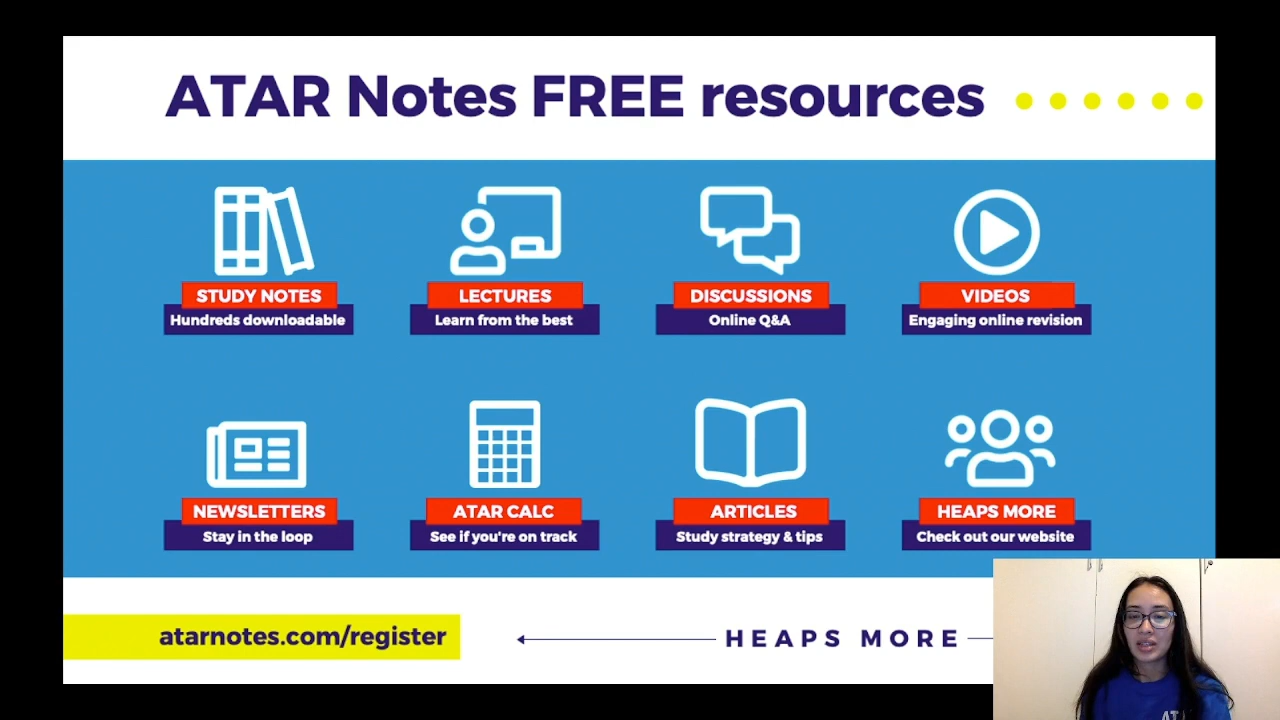 ATAR Notes FREE resources
STUDY NOTES
Hundreds downloadable
LECTURES
Learn from the best
DISCUSSIONS
Online Q&A
VIDEOS
Engaging online revision
NEWSLETTERS
Stay in the loop
ATAR CALC
See if you're on track
ARTICLES
Study strategy & tips
HEAPS MORE
Check out our website
atarnotes.com/register
HEAPS MORE